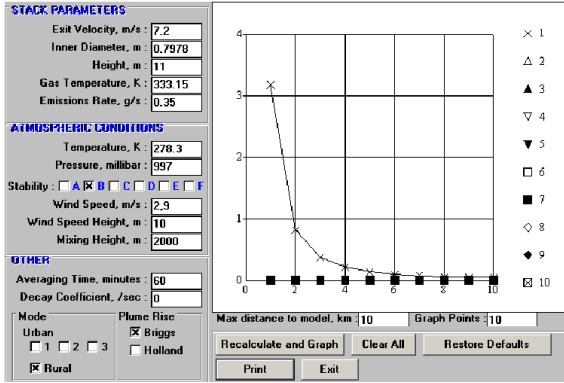 STACK PARAMETERS
Exit Velocity, m/s : 7.2
Inner Diameter, m : 0.7978
Height, m : 11
Gas Temperature, K : 333.15
Emissions Rate, g/s : 0.35
ATMOSPHERIC CONDITIONS
Temperature, K : 278.3
Pressure, millibar : 997
Stability : A B C D E F
Wind Speed, m/s : 2,9
Wind Speed Height, m : 10
Mixing Height, m : 2000
OTHER
Averaging Time, minutes : 60
Decay Coefficient, /sec : 0
Mode
Urban
1 2 3
Rural
Plume Rise
Briggs
Holland
4
3
2
1
0
0 2 4 6 8 10
1
2
3
4
5
6
7
8
9
10
Max distance to model, km : 10 Graph Points : 10
Recalculate and Graph Clear All Restore Defaults
Print Exit